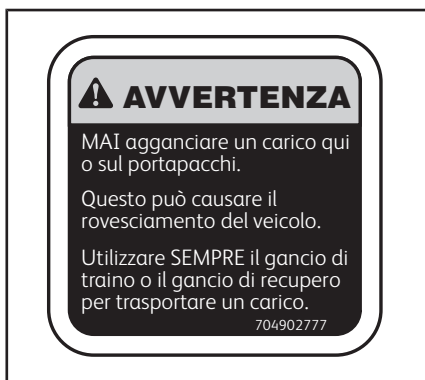 AVVERTENZA
MAI agganciare un carico qui
o sul portapacchi.
Questo può causare il
rovesciamento del veicolo.
Utilizzare SEMPRE il gancio di
traino o il gancio di recupero
per trasportare un carico.
704902777